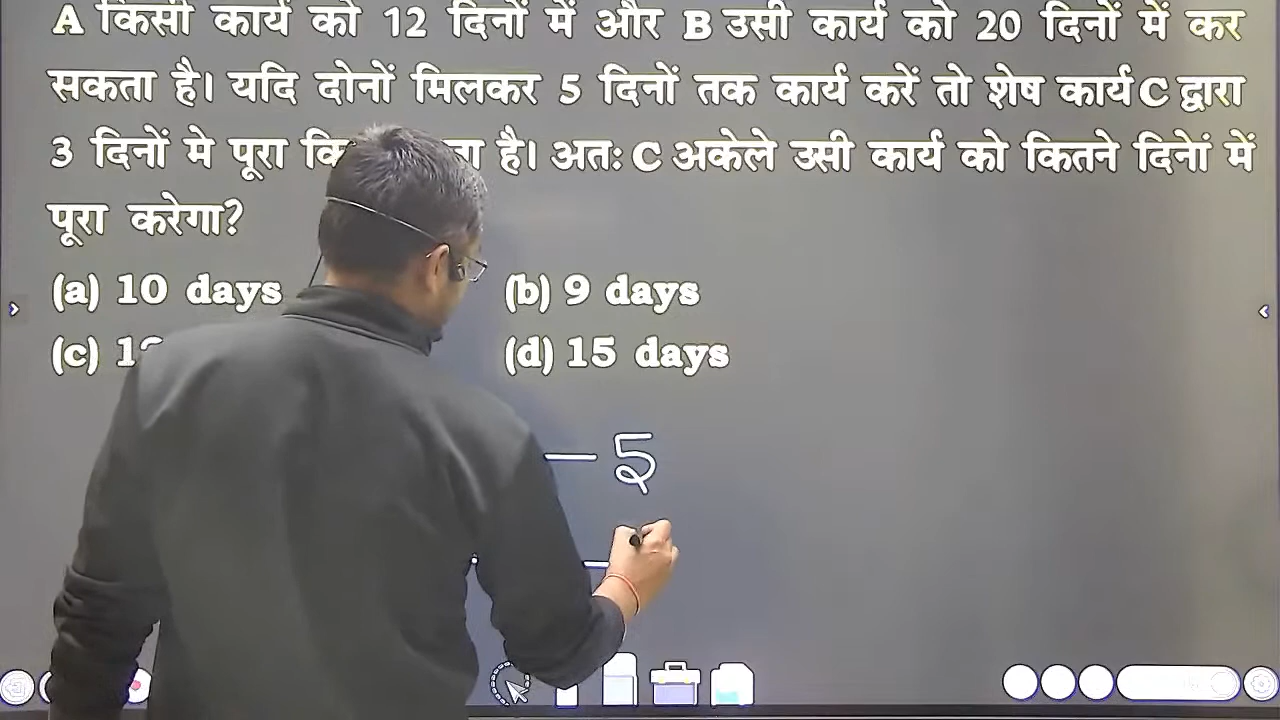 A किसी कार्य को 12 दिनों में और B उसी कार्य को 20 दिनों में कर
सकता है। यदि दोनों मिलकर 5 दिनों तक कार्य करें तो शेष कार्य C द्वारा
3 दिनों मे पूरा है। अतः C अकेले उसी कार्य को कितने दिनों में
पूरा करेगा?
(a) 10 days (b) 9 days
(c) (d) 15 days
— 5